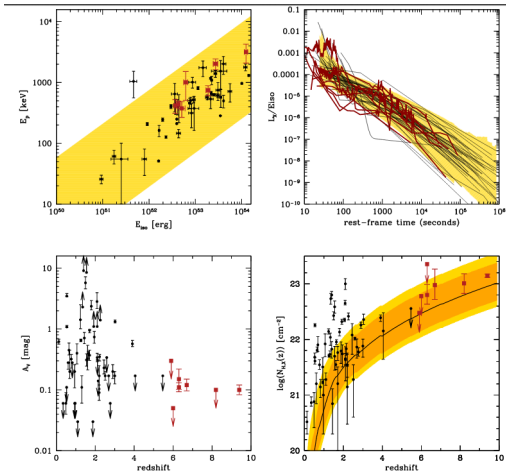 10⁴
1000
100
10
E_p [keV]
10⁵⁰ 10⁵¹ 10⁵² 10⁵³ 10⁵⁴
E_iso [erg]
0.1
0.01
0.001
0.0001
10⁻⁵
10⁻⁶
10⁻⁷
10⁻⁸
10⁻⁹
10⁻¹⁰
L_X/Eiso
10 100 1000 10⁴ 10⁵ 10⁶ 10⁷
rest-frame time (seconds)
10
1
0.1
0.01
A_V [mag]
0 2 4 6 8 10
redshift
23
22
21
20
log(N_H,X(z)) [cm⁻²]
0 2 4 6 8 10
redshift